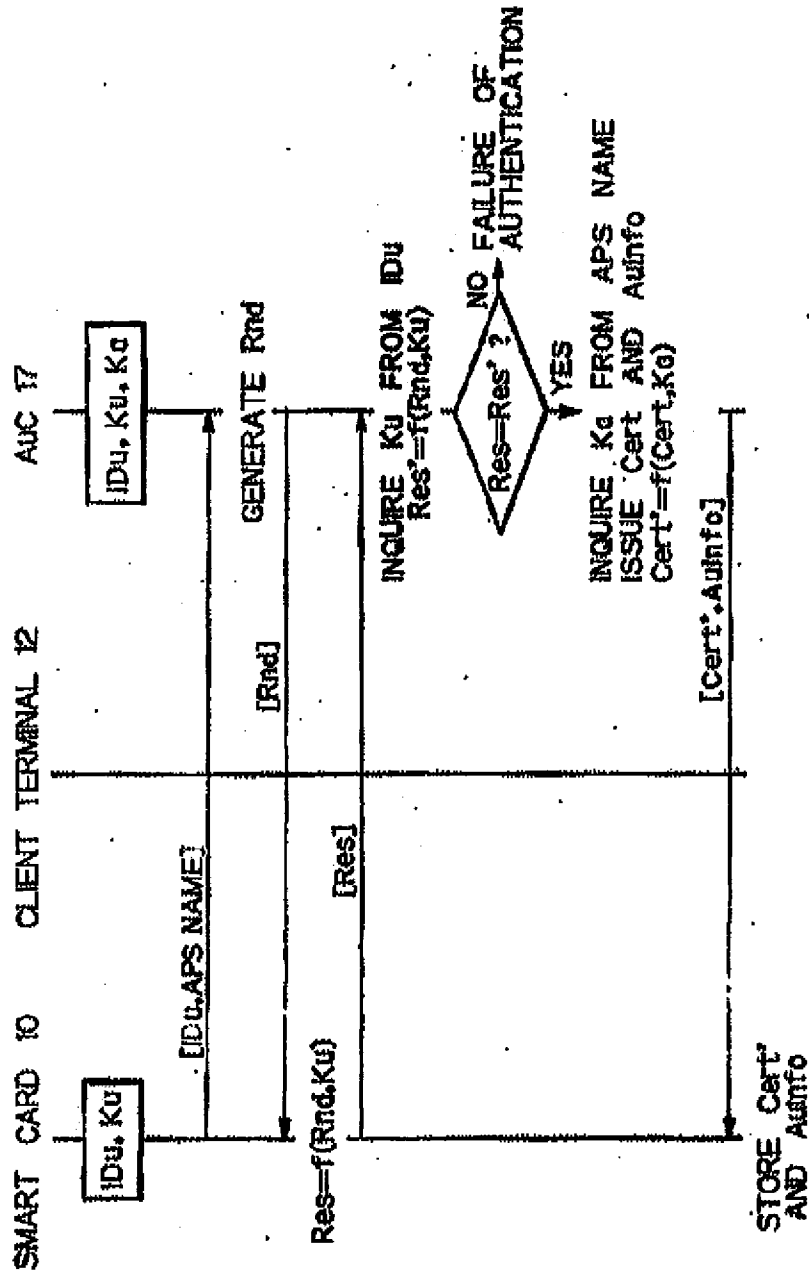 SMART CARD 10
CLIENT TERMINAL 12
AUC 17
IDu, Ku
IDu, Ku, Ka
[IDu,APS NAME]
GENERATE Rnd
[Rnd]
Res=f(Rnd,Ku)
[Res]
INQUIRE Ku FROM IDu
Res'=f(Rnd,Ku)
Res=Res' ?
NO
FAILURE OF
AUTHENTICATION
YES
INQUIRE Ka FROM APS NAME
ISSUE Cert AND AuInfo
Cert'=f(Cert,Ka)
[Cert',AuInfo]
STORE Cert'
AND AuInfo